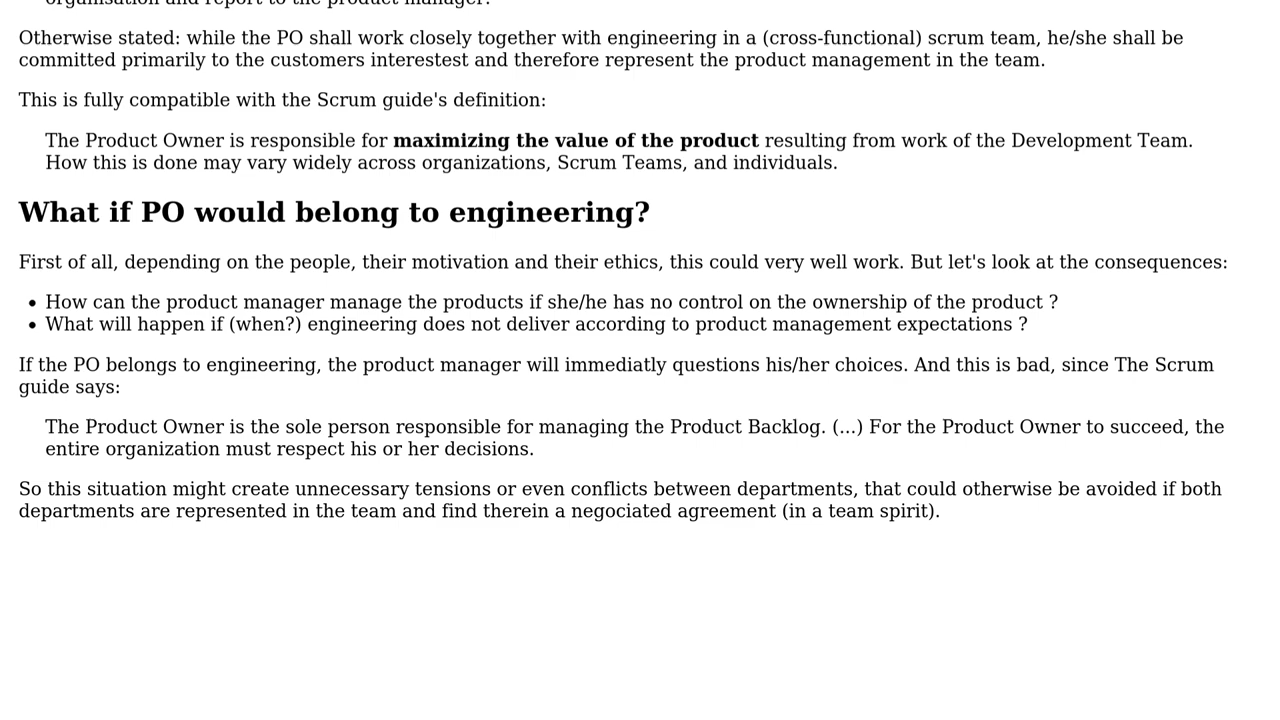 organisation and report to the product manager.
Otherwise stated: while the PO shall work closely together with engineering in a (cross-functional) scrum team, he/she shall be
committed primarily to the customers interestest and therefore represent the product management in the team.
This is fully compatible with the Scrum guide's definition:
The Product Owner is responsible for maximizing the value of the product resulting from work of the Development Team.
How this is done may vary widely across organizations, Scrum Teams, and individuals.
What if PO would belong to engineering?
First of all, depending on the people, their motivation and their ethics, this could very well work. But let's look at the consequences:
• How can the product manager manage the products if she/he has no control on the ownership of the product ?
• What will happen if (when?) engineering does not deliver according to product management expectations ?
If the PO belongs to engineering, the product manager will immediatly questions his/her choices. And this is bad, since The Scrum
guide says:
The Product Owner is the sole person responsible for managing the Product Backlog. (...) For the Product Owner to succeed, the
entire organization must respect his or her decisions.
So this situation might create unnecessary tensions or even conflicts between departments, that could otherwise be avoided if both
departments are represented in the team and find therein a negociated agreement (in a team spirit).